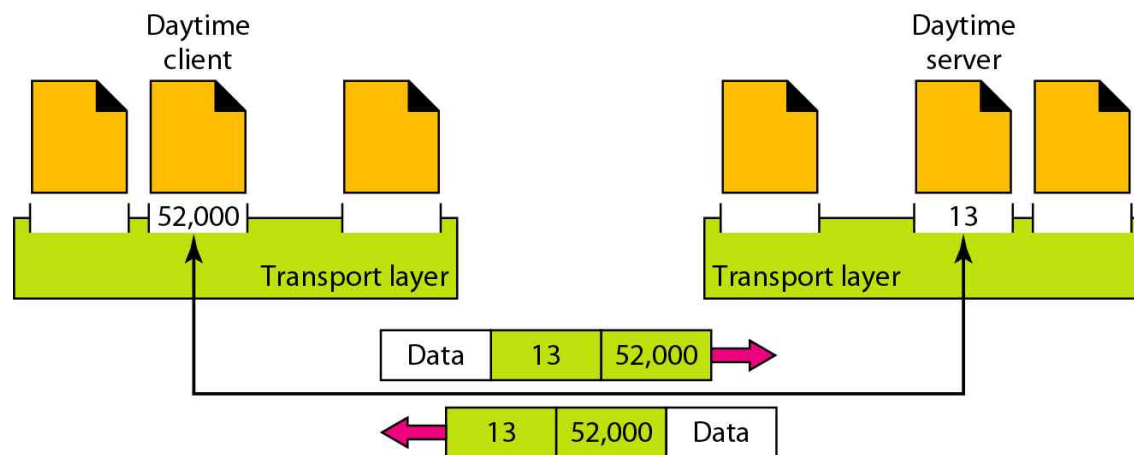 Daytime
client
Daytime
server
52,000
13
Transport layer
Transport layer
Data 13 52,000
13 52,000 Data